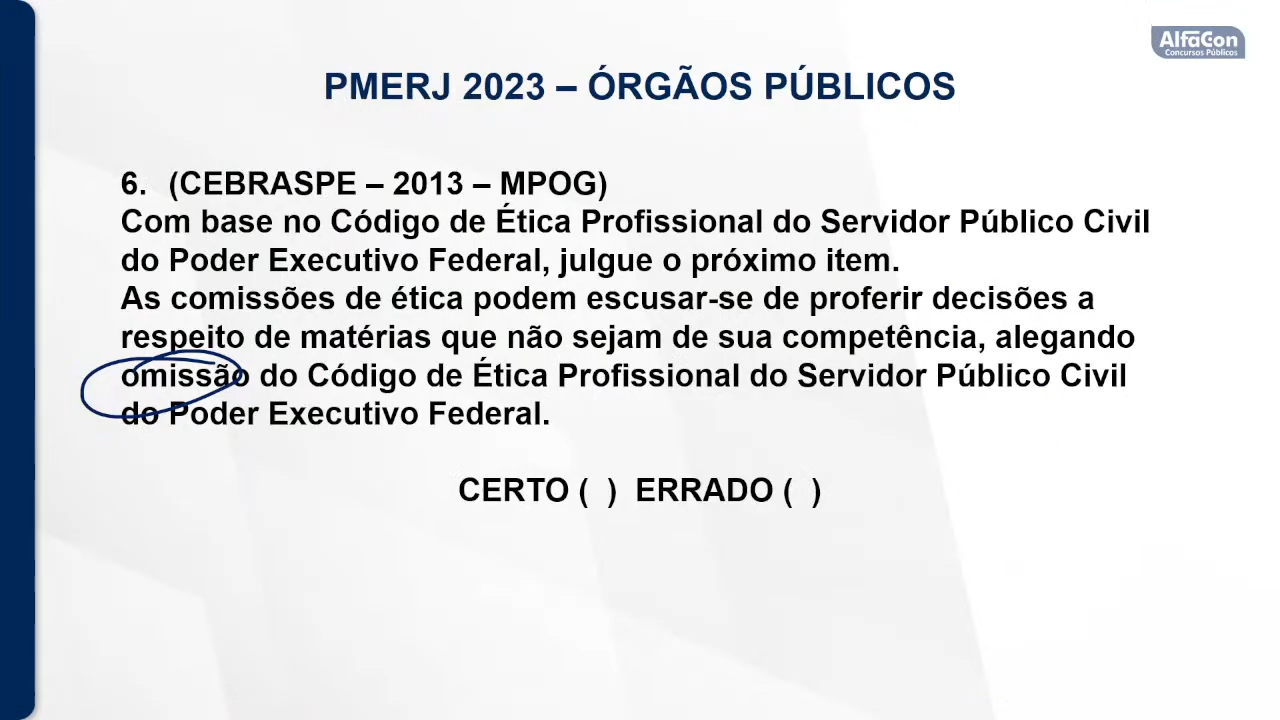 AlfaCon
Concursos Públicos
PMERJ 2023 – ÓRGÃOS PÚBLICOS
6. (CEBRASPE – 2013 – MPOG)
Com base no Código de Ética Profissional do Servidor Público Civil
do Poder Executivo Federal, julgue o próximo item.
As comissões de ética podem escusar-se de proferir decisões a
respeito de matérias que não sejam de sua competência, alegando
omissão do Código de Ética Profissional do Servidor Público Civil
do Poder Executivo Federal.
CERTO ( ) ERRADO ( )